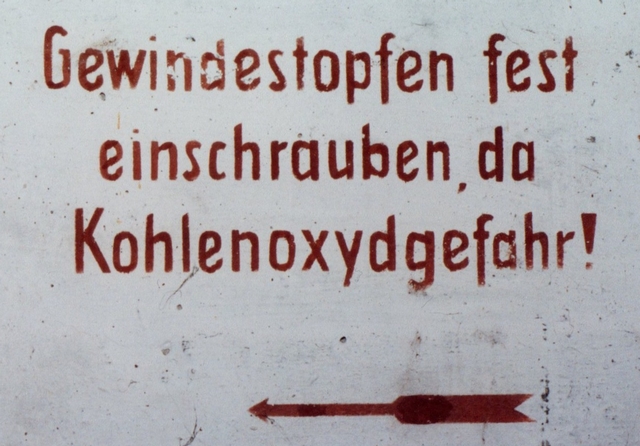 Gewindestopfen fest
einschrauben, da
Kohlenoxydgefahr!